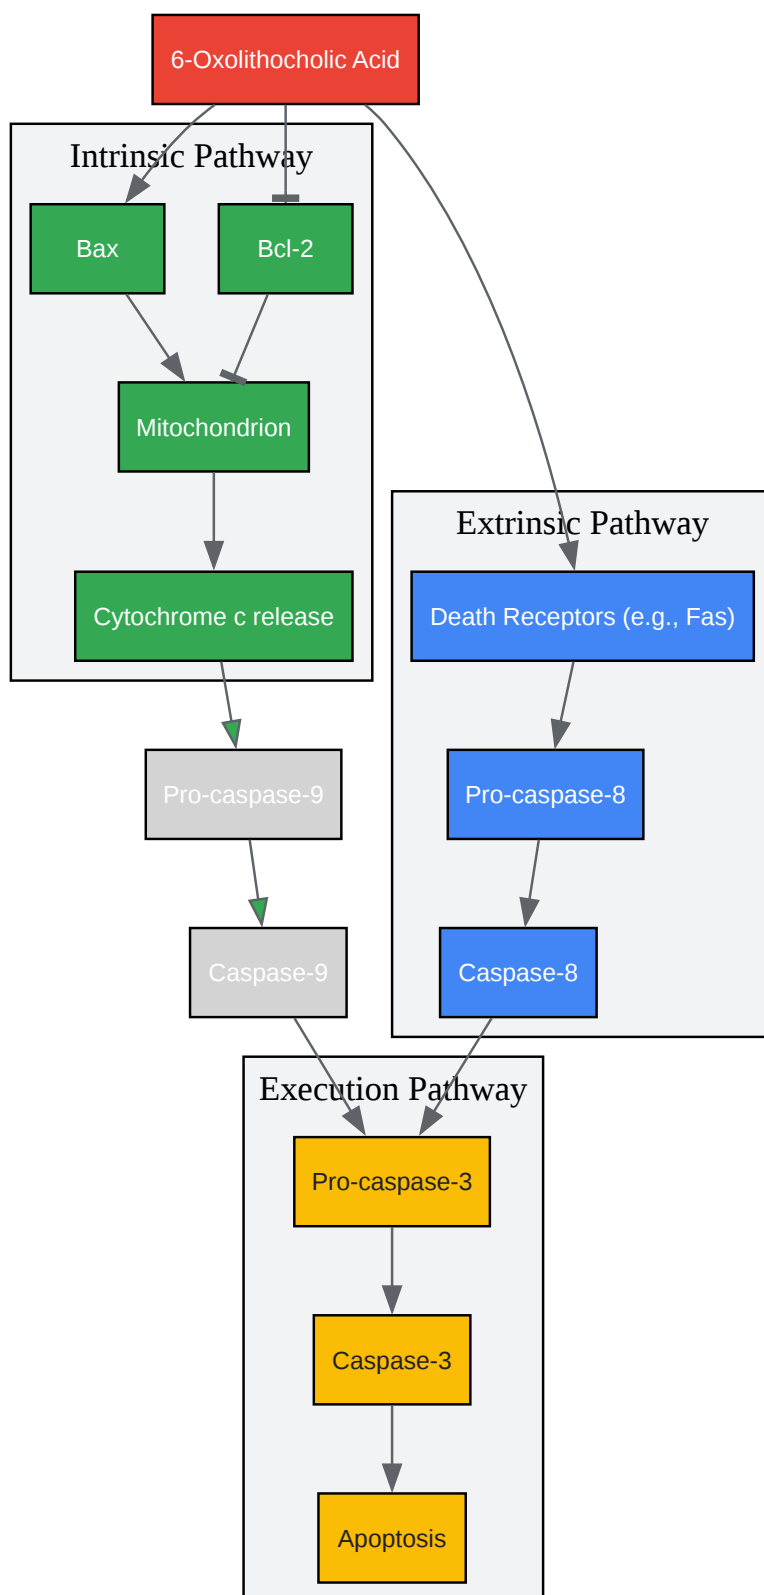 6-Oxolithocholic Acid
Intrinsic Pathway
Bax
Bcl-2
Mitochondrion
Extrinsic Pathway
Cytochrome c release
Death Receptors (e.g., Fas)
Pro-caspase-9
Pro-caspase-8
Caspase-9
Caspase-8
Execution Pathway
Pro-caspase-3
Caspase-3
Apoptosis